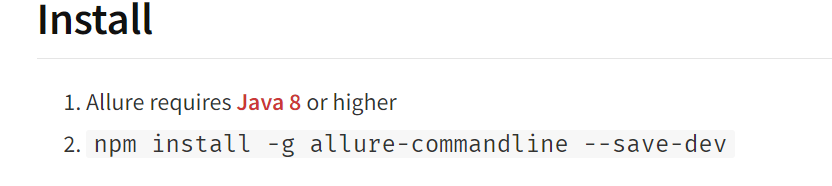 Install
1. Allure requires Java 8 or higher
2. npm install -g allure-commandline --save-dev